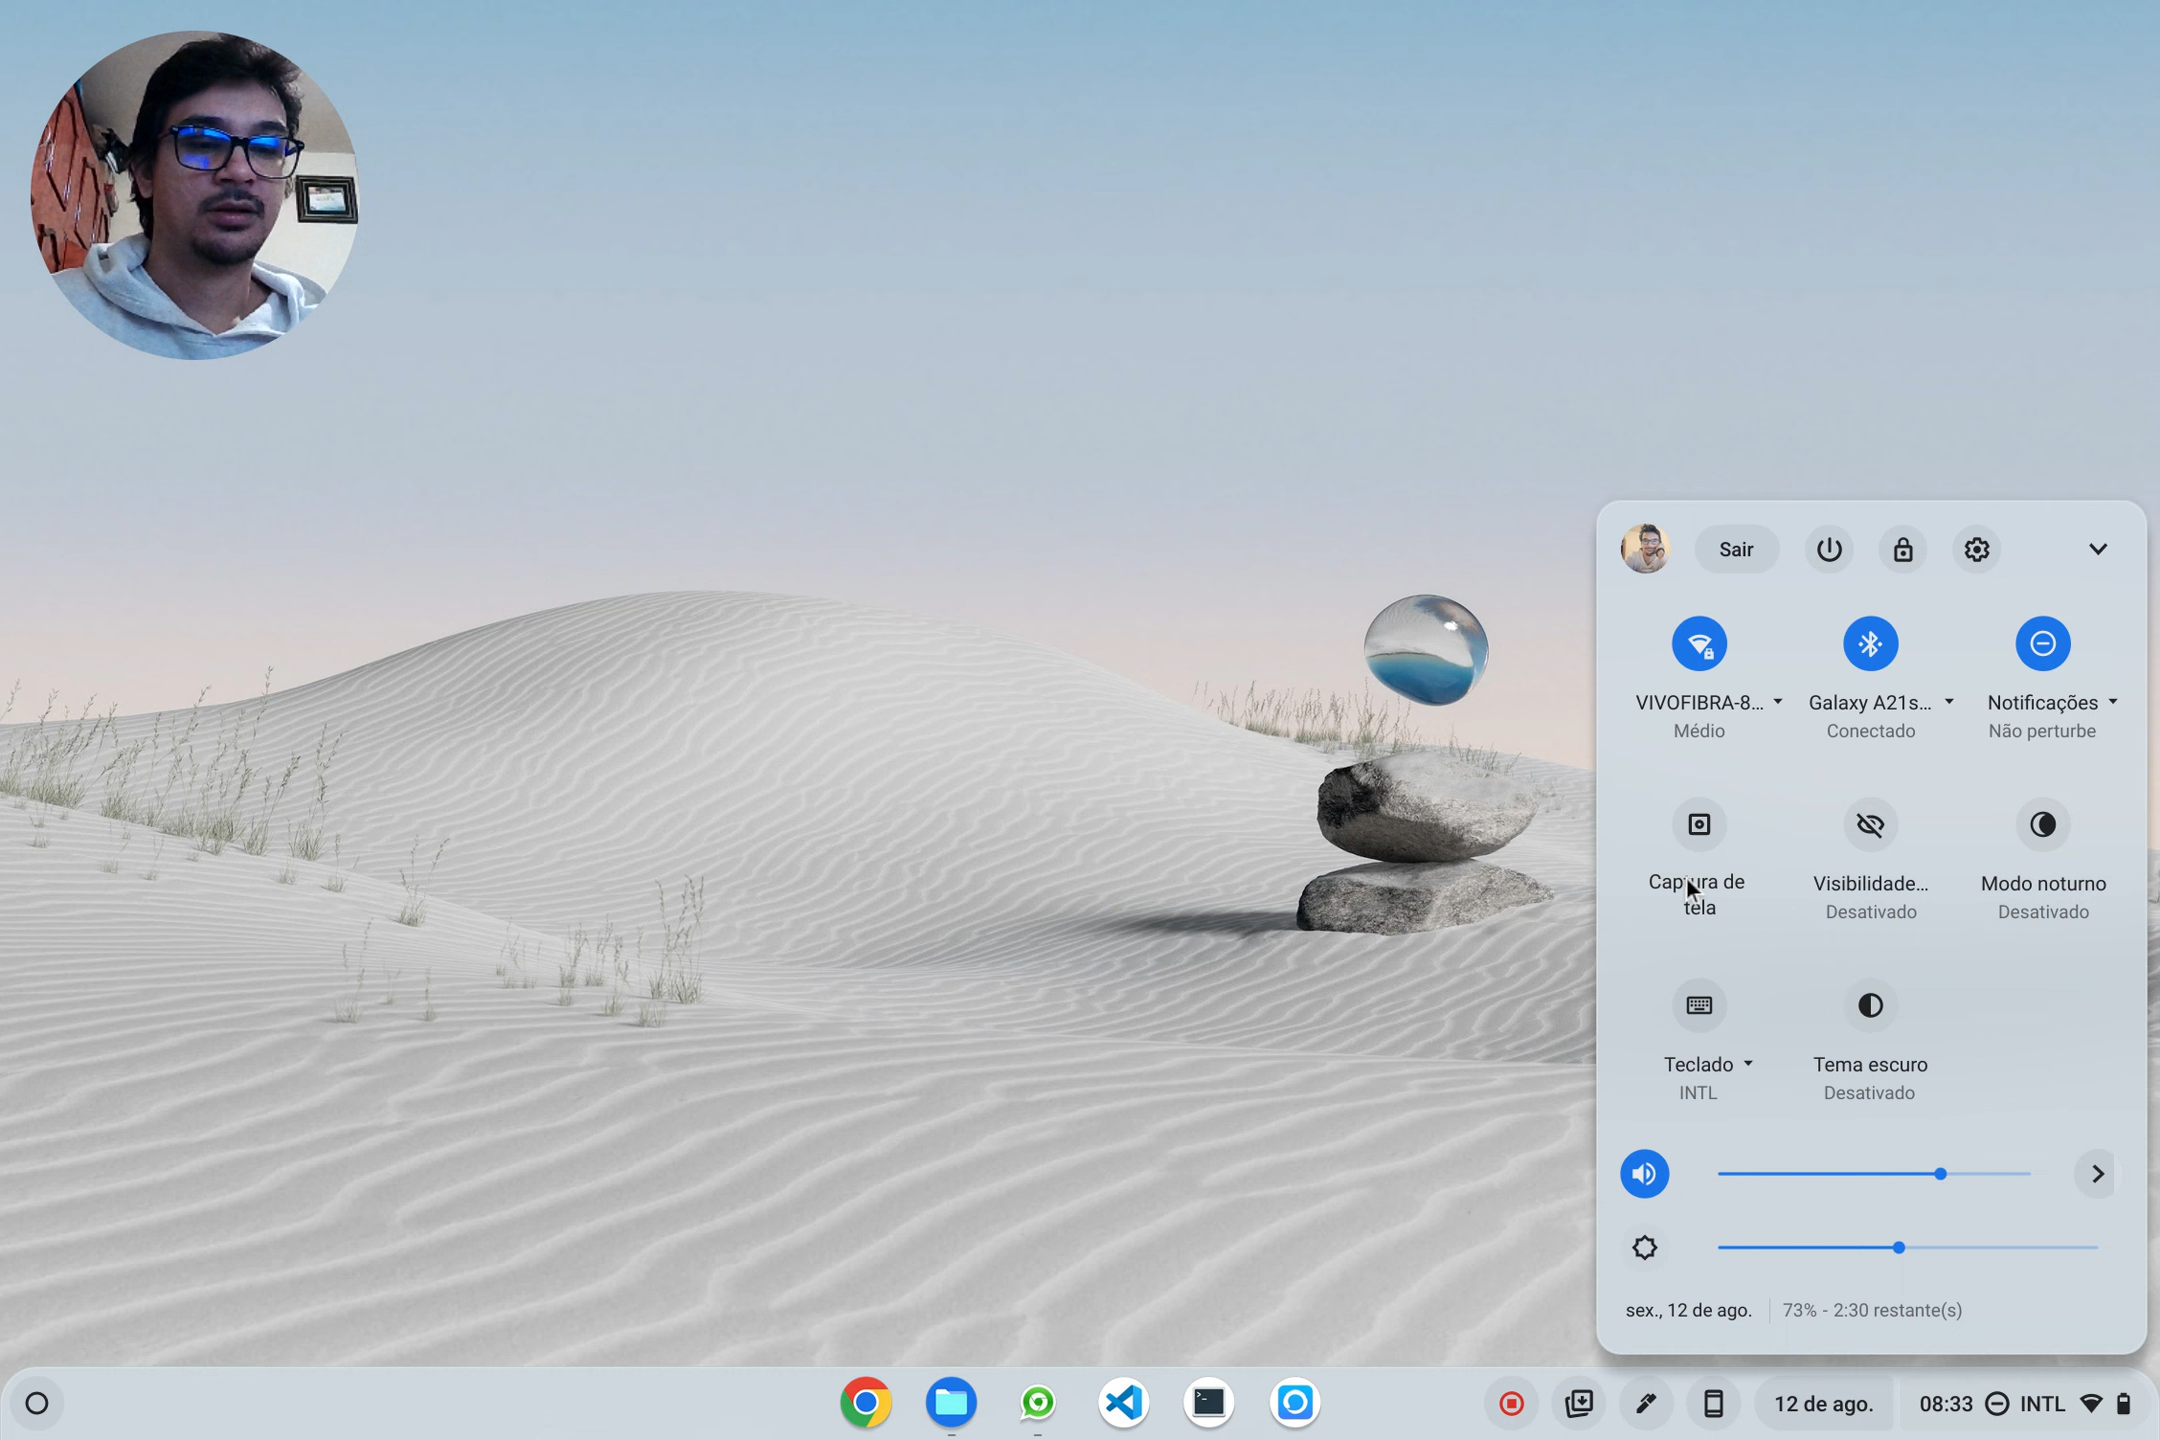 Sair
VIVOFIBRA-8...
Médio
Galaxy A21s...
Conectado
Notificações
Não perturbe
Captura de
tela
Visibilidade...
Desativado
Modo noturno
Desativado
Teclado
INTL
Tema escuro
Desativado
sex., 12 de ago.
73% - 2:30 restante(s)
12 de ago.
08:33
INTL